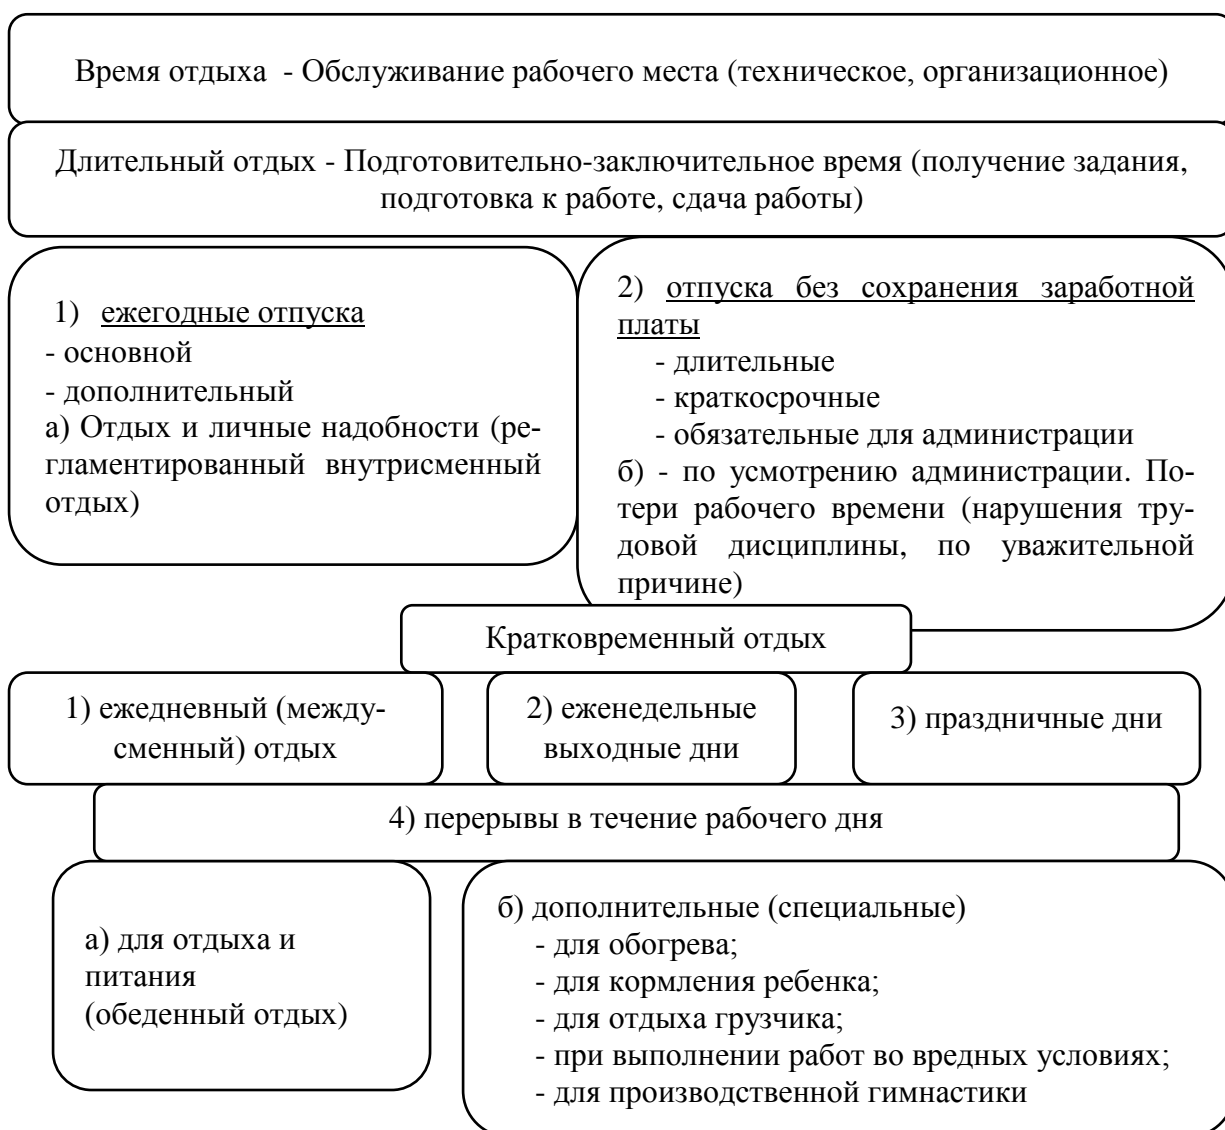 Время отдыха - Обслуживание рабочего места (техническое, организационное)
Длительный отдых - Подготовительно-заключительное время (получение задания,
подготовка к работе, сдача работы)
1) ежегодные отпуска
- основной
- дополнительный
а) Отдых и личные надобности (ре-
гламентированный внутрисменный
отдых)
2) отпуска без сохранения заработной
платы
- длительные
- краткосрочные
- обязательные для администрации
б) - по усмотрению администрации. По-
тери рабочего времени (нарушения тру-
довой дисциплины, по уважительной
причине)
Кратковременный отдых
1) ежедневный (между-
сменный) отдых
2) еженедельные
выходные дни
3) праздничные дни
4) перерывы в течение рабочего дня
а) для отдыха и
питания
(обеденный отдых)
б) дополнительные (специальные)
- для обогрева;
- для кормления ребенка;
- для отдыха грузчика;
- при выполнении работ во вредных условиях;
- для производственной гимнастики